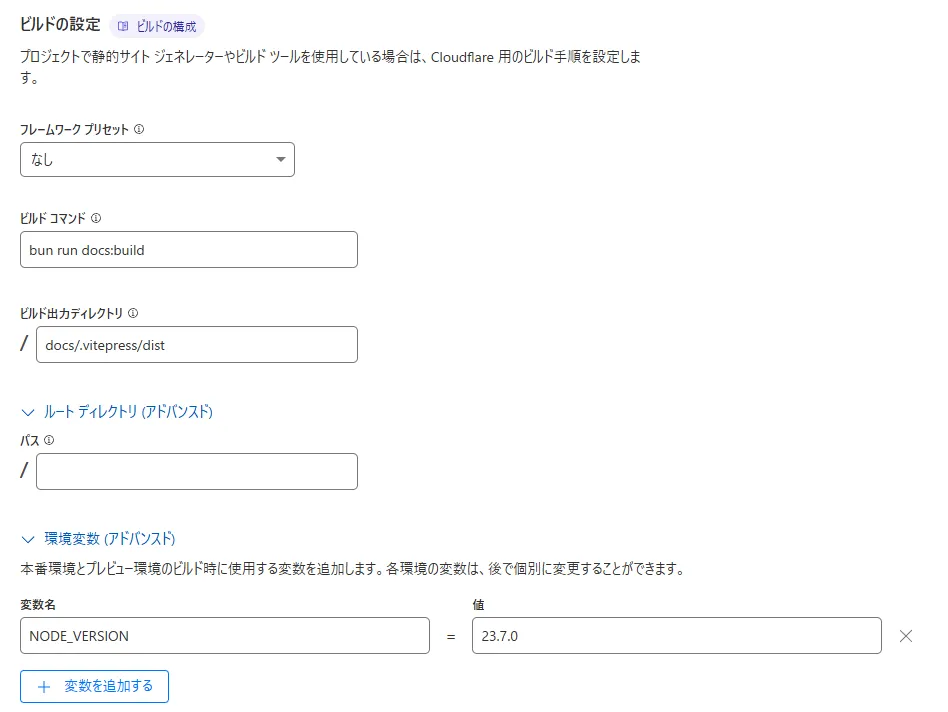 ビルドの設定 ビルドの構成
プロジェクトで静的サイト ジェネレーターやビルド ツールを使用している場合は、Cloudflare 用のビルド手順を設定しま
す。
フレームワーク プリセット
なし
ビルド コマンド
bun run docs:build
ビルド出力ディレクトリ
/ docs/.vitepress/dist
ルート ディレクトリ (アドバンスド)
パス
/
環境変数 (アドバンスド)
本番環境とプレビュー環境のビルド時に使用する変数を追加します。各環境の変数は、後で個別に変更することができます。
変数名 値
NODE_VERSION = 23.7.0
変数を追加する